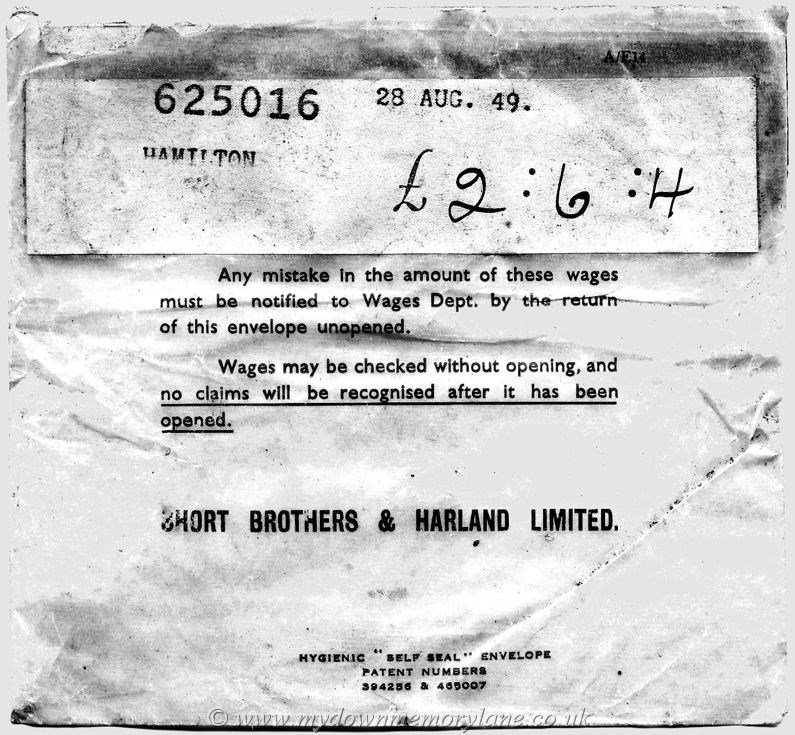 A/E14
625016 28 AUG. 49.
HAMILTON
£2:6:4
Any mistake in the amount of these wages
must be notified to Wages Dept. by the return
of this envelope unopened.
Wages may be checked without opening, and
no claims will be recognised after it has been
opened.
SHORT BROTHERS & HARLAND LIMITED.
HYGIENIC "SELF SEAL" ENVELOPE
PATENT NUMBERS
394256 & 465007
© www.mydownmemorylane.co.uk